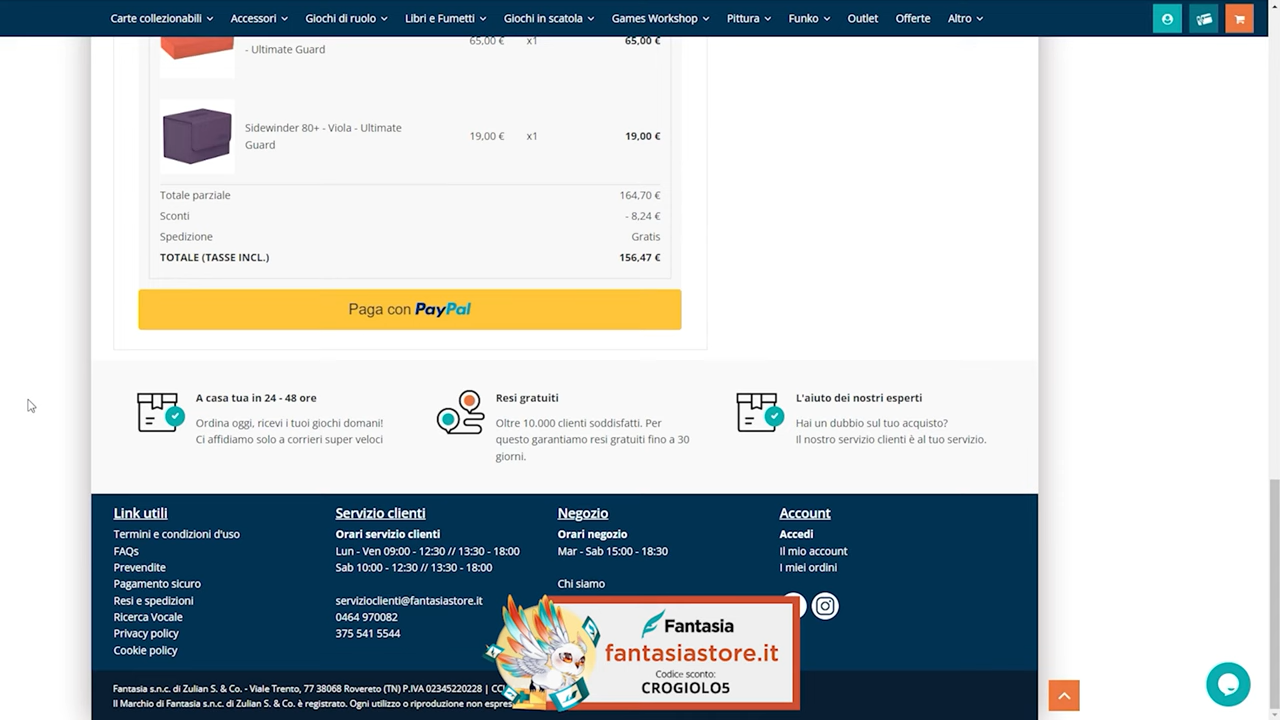 Carte collezionabili Accessori Giochi di ruolo Libri e Fumetti Giochi in scatola Games Workshop Pittura Funko Outlet Offerte Altro
65,00 € x1 65,00 €
- Ultimate Guard
Sidewinder 80+ - Viola - Ultimate
Guard
19,00 € x1 19,00 €
Totale parziale 164,70 €
Sconti - 8,24 €
Spedizione Gratis
TOTALE (TASSE INCL.) 156,47 €
Paga con PayPal
A casa tua in 24 - 48 ore
Ordina oggi, ricevi i tuoi giochi domani!
Ci affidiamo solo a corrieri super veloci
Resi gratuiti
Oltre 10.000 clienti soddisfatti. Per
questo garantiamo resi gratuiti fino a 30
giorni.
L'aiuto dei nostri esperti
Hai un dubbio sul tuo acquisto?
Il nostro servizio clienti è al tuo servizio.
Link utili
Termini e condizioni d'uso
FAQs
Prevendite
Pagamento sicuro
Resi e spedizioni
Ricerca Vocale
Privacy policy
Cookie policy
Servizio clienti
Orari servizio clienti
Lun - Ven 09:00 - 12:30 // 13:30 - 18:00
Sab 10:00 - 12:30 // 13:30 - 18:00
servizioclienti@fantasiastore.it
0464 970082
375 541 5544
Negozio
Orari negozio
Mar - Sab 15:00 - 18:30
Chi siamo
Account
Accedi
Il mio account
I miei ordini
Fantasia
fantasiastore.it
Codice sconto:
CROGIOLO5
Fantasia s.n.c. di Zulian S. & Co. - Viale Trento, 77 38068 Rovereto (TN) P.IVA 02345220228 |
Il Marchio di Fantasia s.n.c. di Zulian S. & Co. è registrato. Ogni utilizzo o riproduzione non